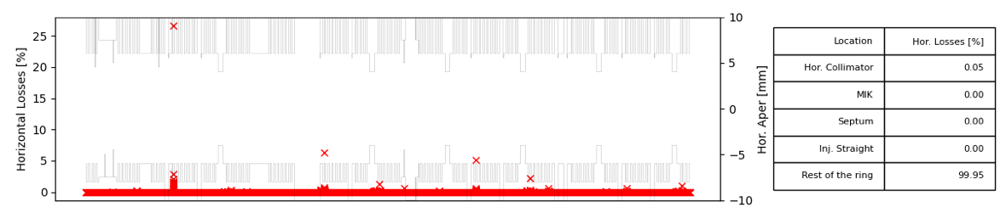 Horizontal Losses [%]
25
20
15
10
5
0
10
5
0
−5
−10
Hor. Aper [mm]
Location Hor. Losses [%]
Hor. Collimator 0.05
MIK 0.00
Septum 0.00
Inj. Straight 0.00
Rest of the ring 99.95